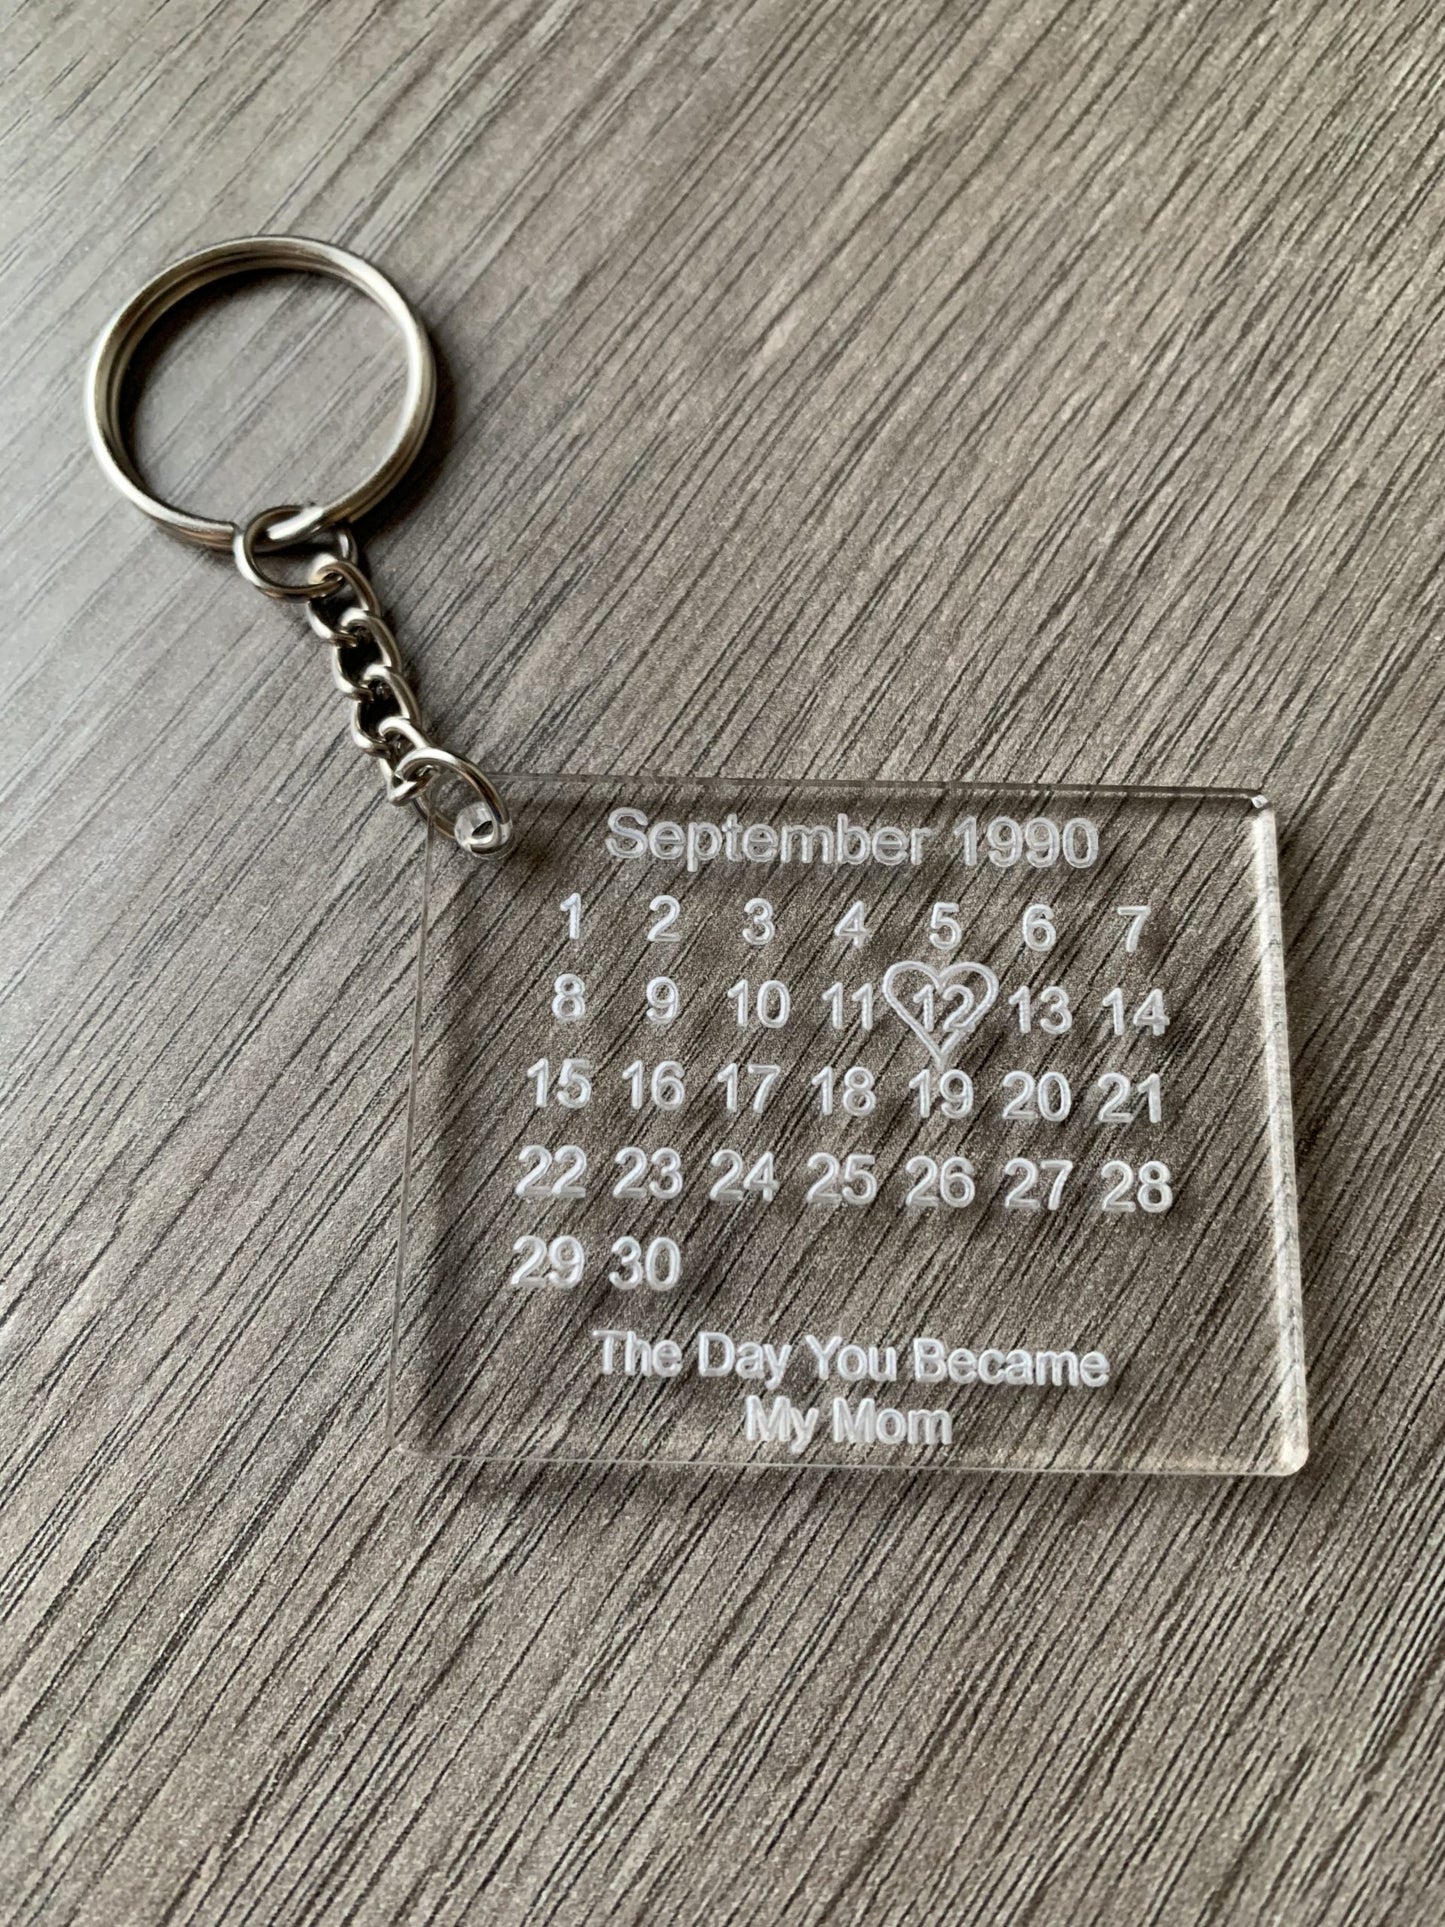 September 1990
1 2 3 4 5 6 7
8 9 10 11 12 13 14
15 16 17 18 19 20 21
22 23 24 25 26 27 28
29 30
The Day You Became
My Mom